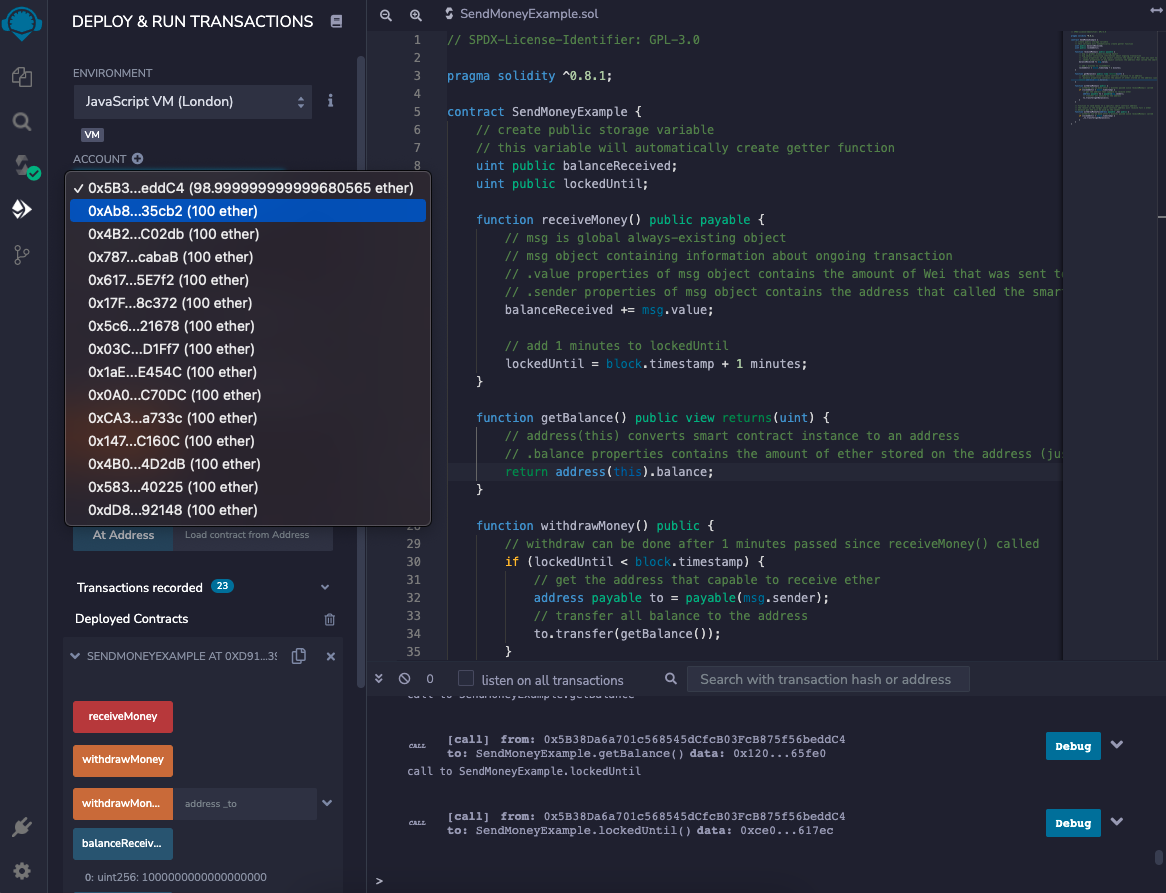 DEPLOY & RUN TRANSACTIONS
ENVIRONMENT
JavaScript VM (London)
VM
ACCOUNT
✓ 0x5B3...eddC4 (98.999999999999680565 ether)
0xAb8...35cb2 (100 ether)
0x4B2...C02db (100 ether)
0x787...cabaB (100 ether)
0x617...5E7f2 (100 ether)
0x17F...8c372 (100 ether)
0x5c6...21678 (100 ether)
0x03C...D1Ff7 (100 ether)
0x1aE...E454C (100 ether)
0x0A0...C70DC (100 ether)
0xCA3...a733c (100 ether)
0x147...C160C (100 ether)
0x4B0...4D2dB (100 ether)
0x583...40225 (100 ether)
0xdD8...92148 (100 ether)
At Address
Load contract from Address
Transactions recorded 23
Deployed Contracts
SENDMONEYEXAMPLE AT 0XD91...39
receiveMoney
withdrawMoney
withdrawMon...
address _to
balanceReceiv...
0: uint256: 1000000000000000000
SendMoneyExample.sol
1 // SPDX-License-Identifier: GPL-3.0
2
3 pragma solidity ^0.8.1;
4
5 contract SendMoneyExample {
6 // create public storage variable
7 // this variable will automatically create getter function
8 uint public balanceReceived;
uint public lockedUntil;
function receiveMoney() public payable {
// msg is global always-existing object
// msg object containing information about ongoing transaction
// .value properties of msg object contains the amount of Wei that was sent to
// .sender properties of msg object contains the address that called the smar
balanceReceived += msg.value;
// add 1 minutes to lockedUntil
lockedUntil = block.timestamp + 1 minutes;
}
function getBalance() public view returns(uint) {
// address(this) converts smart contract instance to an address
// .balance properties contains the amount of ether stored on the address (ju
return address(this).balance;
}
28 function withdrawMoney() public {
29 // withdraw can be done after 1 minutes passed since receiveMoney() called
30 if (lockedUntil < block.timestamp) {
31 // get the address that capable to receive ether
32 address payable to = payable(msg.sender);
33 // transfer all balance to the address
34 to.transfer(getBalance());
35 }
0
listen on all transactions
Search with transaction hash or address
call to SendMoneyExample.getBalance
CALL
[call] from: 0x5B38Da6a701c568545dCfcB03FcB875f56beddC4
to: SendMoneyExample.getBalance() data: 0x120...65fe0
Debug
call to SendMoneyExample.lockedUntil
CALL
[call] from: 0x5B38Da6a701c568545dCfcB03FcB875f56beddC4
to: SendMoneyExample.lockedUntil() data: 0xce0...617ec
Debug
>